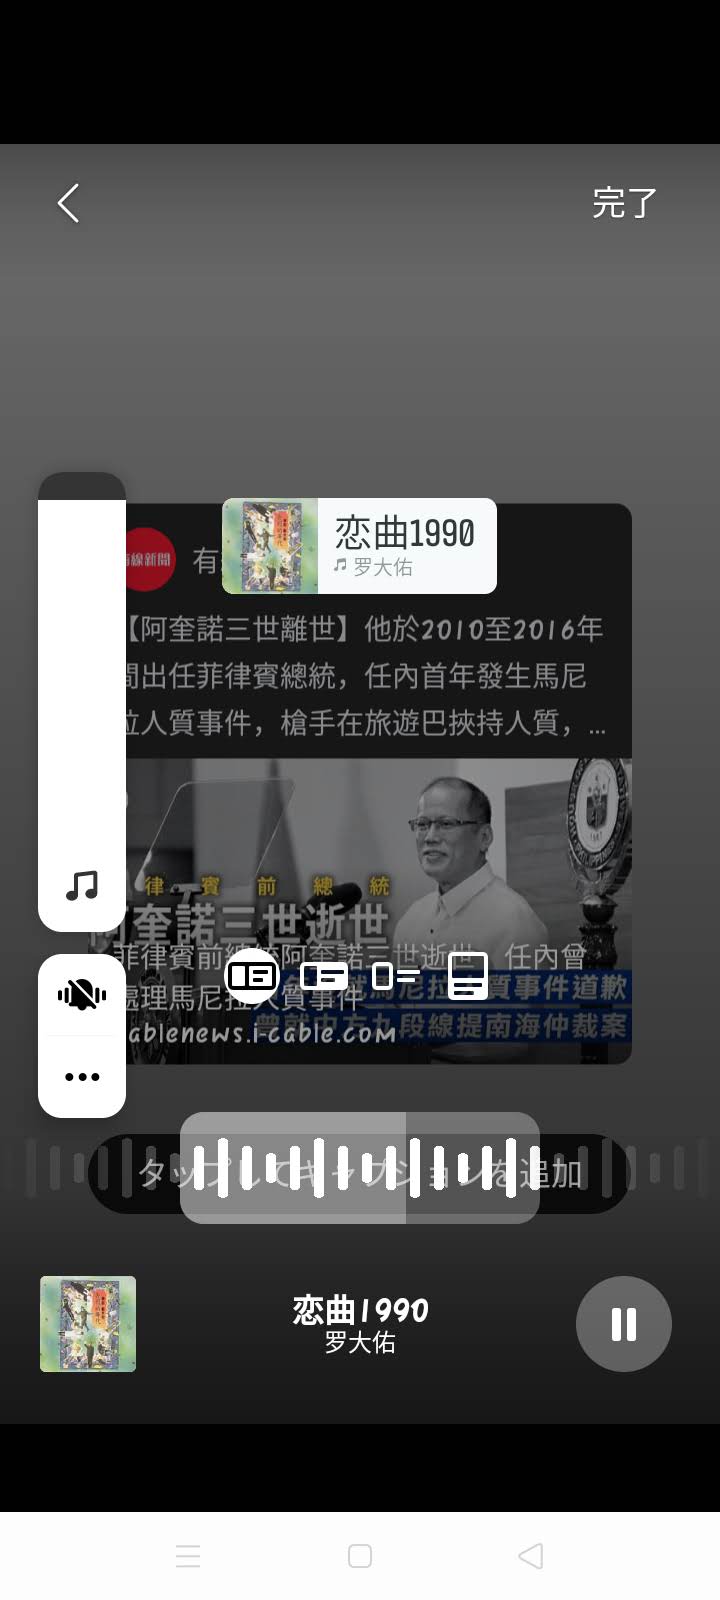 完了
恋曲1990
罗大佑
線新聞
有
【阿奎諾三世離世】他於2010至2016年
間出任菲律賓總統，任內首年發生馬尼
拉人質事件，槍手在旅遊巴挾持人質，...
律賓前總統
阿奎諾三世逝世
菲律賓前總統阿奎諾三世逝世 任內曾
處理馬尼拉人質事件
馬尼拉人質事件道歉
ablenews.i-cable.com
曾就中方九段線提南海仲裁案
タップしてキャプションを追加
恋曲1990
罗大佑